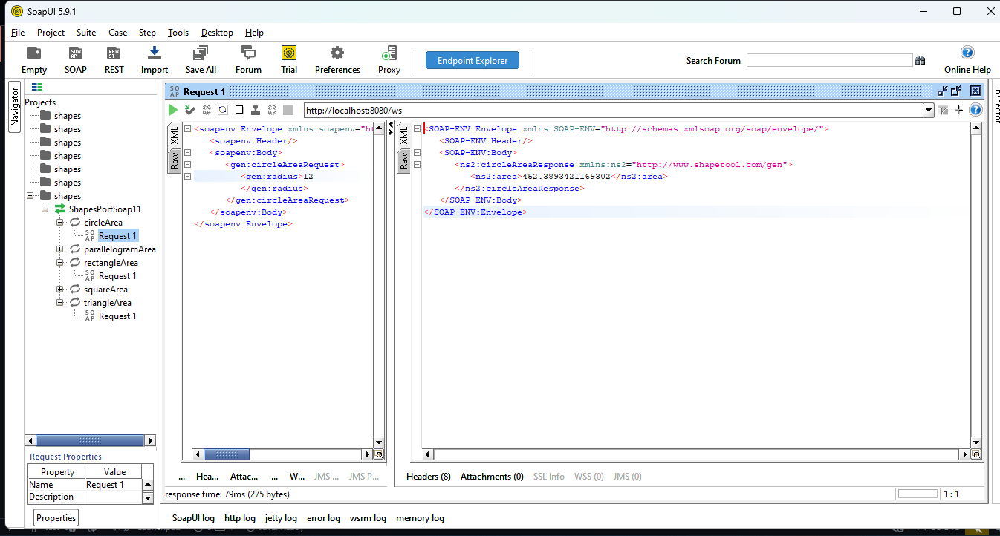 SoapUI 5.9.1
File Project Suite Case Step Tools Desktop Help
Empty SOAP REST Import Save All Forum Trial Preferences Proxy Endpoint Explorer Search Forum Online Help
Navigator
Projects
shapes
shapes
shapes
shapes
shapes
shapes
shapes
ShapesPortSoap11
circleArea
Request 1
parallelogramArea
rectangleArea
Request 1
squareArea
triangleArea
Request 1
Request Properties
Property Value
Name Request 1
Description
Properties
Request 1
http://localhost:8080/ws
XML
Raw
<soapenv:Envelope xmlns:soapenv="ht
<soapenv:Header/>
<soapenv:Body>
<gen:circleAreaRequest>
<gen:radius>12
</gen:radius>
</gen:circleAreaRequest>
</soapenv:Body>
</soapenv:Envelope>
... Hea... Attac... ... W... JMS ... JMS P...
XML
Raw
<SOAP-ENV:Envelope xmlns:SOAP-ENV="http://schemas.xmlsoap.org/soap/envelope/">
<SOAP-ENV:Header/>
<SOAP-ENV:Body>
<ns2:circleAreaResponse xmlns:ns2="http://www.shapetool.com/gen">
<ns2:area>452.3893421169302</ns2:area>
</ns2:circleAreaResponse>
</SOAP-ENV:Body>
</SOAP-ENV:Envelope>
Headers (8) Attachments (0) SSL Info WSS (0) JMS (0)
response time: 79ms (275 bytes)
1 : 1
Inspector
SoapUI log http log jetty log error log wsrm log memory log